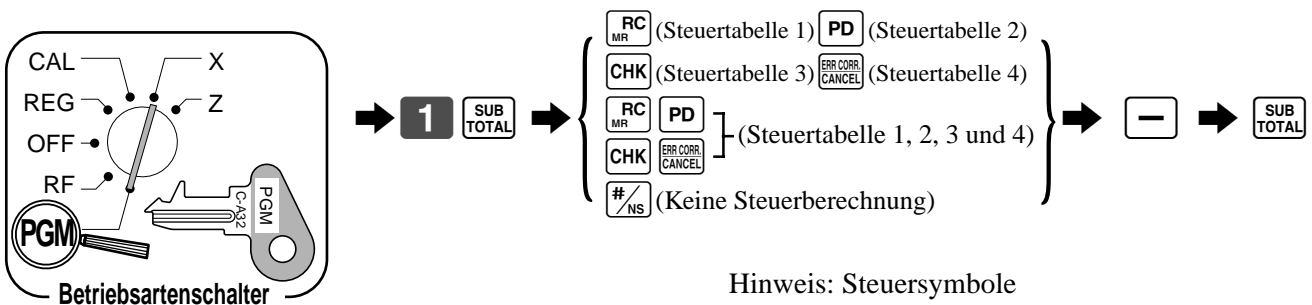 CAL
X
REG
Z
OFF
RF
PGM
PGM
C-A32
Betriebsartenschalter
1 SUB TOTAL
RC MR (Steuertabelle 1) PD (Steuertabelle 2)
CHK (Steuertabelle 3) ERR CORR. CANCEL (Steuertabelle 4)
RC MR PD
CHK ERR CORR. CANCEL
(Steuertabelle 1, 2, 3 und 4)
#/NS (Keine Steuerberechnung)
− SUB TOTAL
Hinweis: Steuersymbole